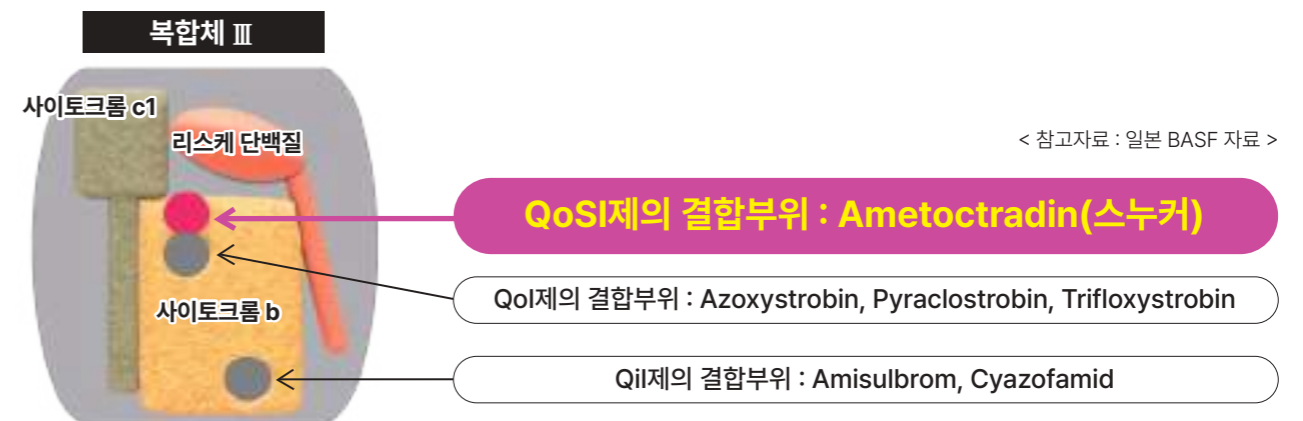 복합체 Ⅲ
사이토크롬 c1
리스케 단백질
< 참고자료 : 일본 BASF 자료 >
QoSI제의 결합부위 : Ametoctradin(스누커)
QoI제의 결합부위 : Azoxystrobin, Pyraclostrobin, Trifloxystrobin
사이토크롬 b
QiI제의 결합부위 : Amisulbrom, Cyazofamid